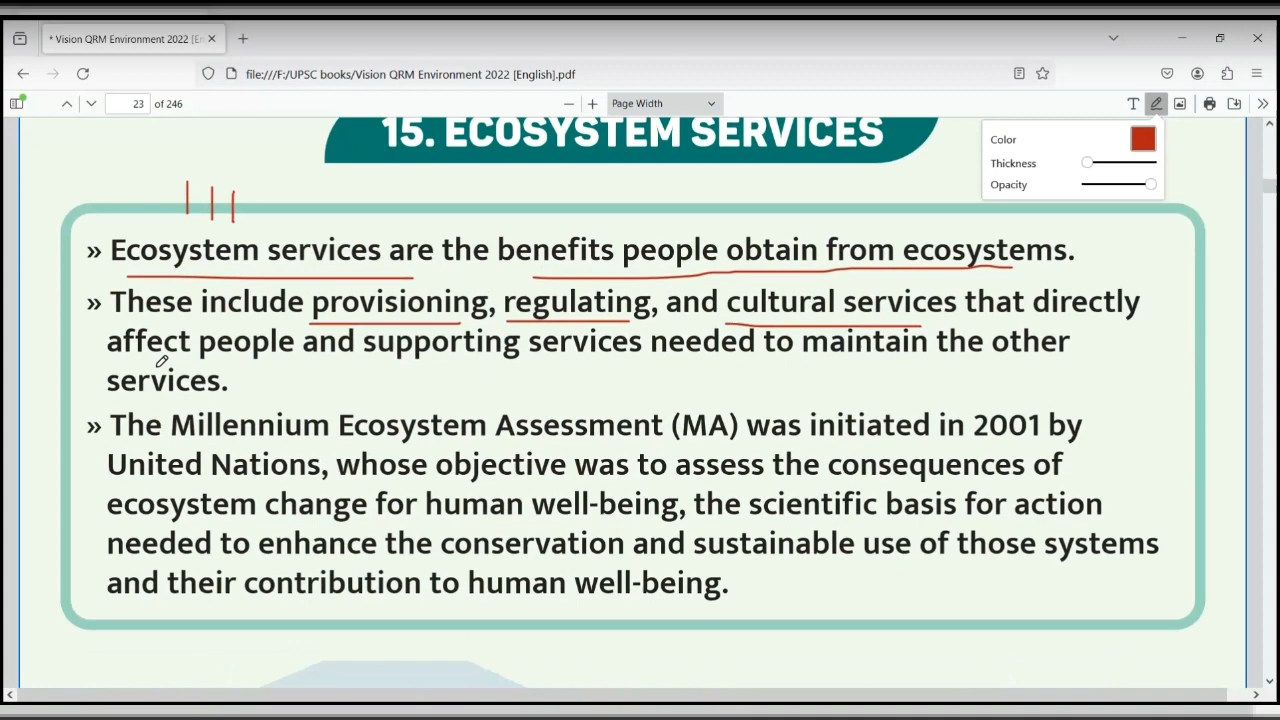 * Vision QRM Environment 2022 [En
file:///F:/UPSC books/Vision QRM Environment 2022 [English].pdf
23 of 246
Page Width
Color
Thickness
Opacity
15. ECOSYSTEM SERVICES
» Ecosystem services are the benefits people obtain from ecosystems.
» These include provisioning, regulating, and cultural services that directly
affect people and supporting services needed to maintain the other
services.
» The Millennium Ecosystem Assessment (MA) was initiated in 2001 by
United Nations, whose objective was to assess the consequences of
ecosystem change for human well-being, the scientific basis for action
needed to enhance the conservation and sustainable use of those systems
and their contribution to human well-being.